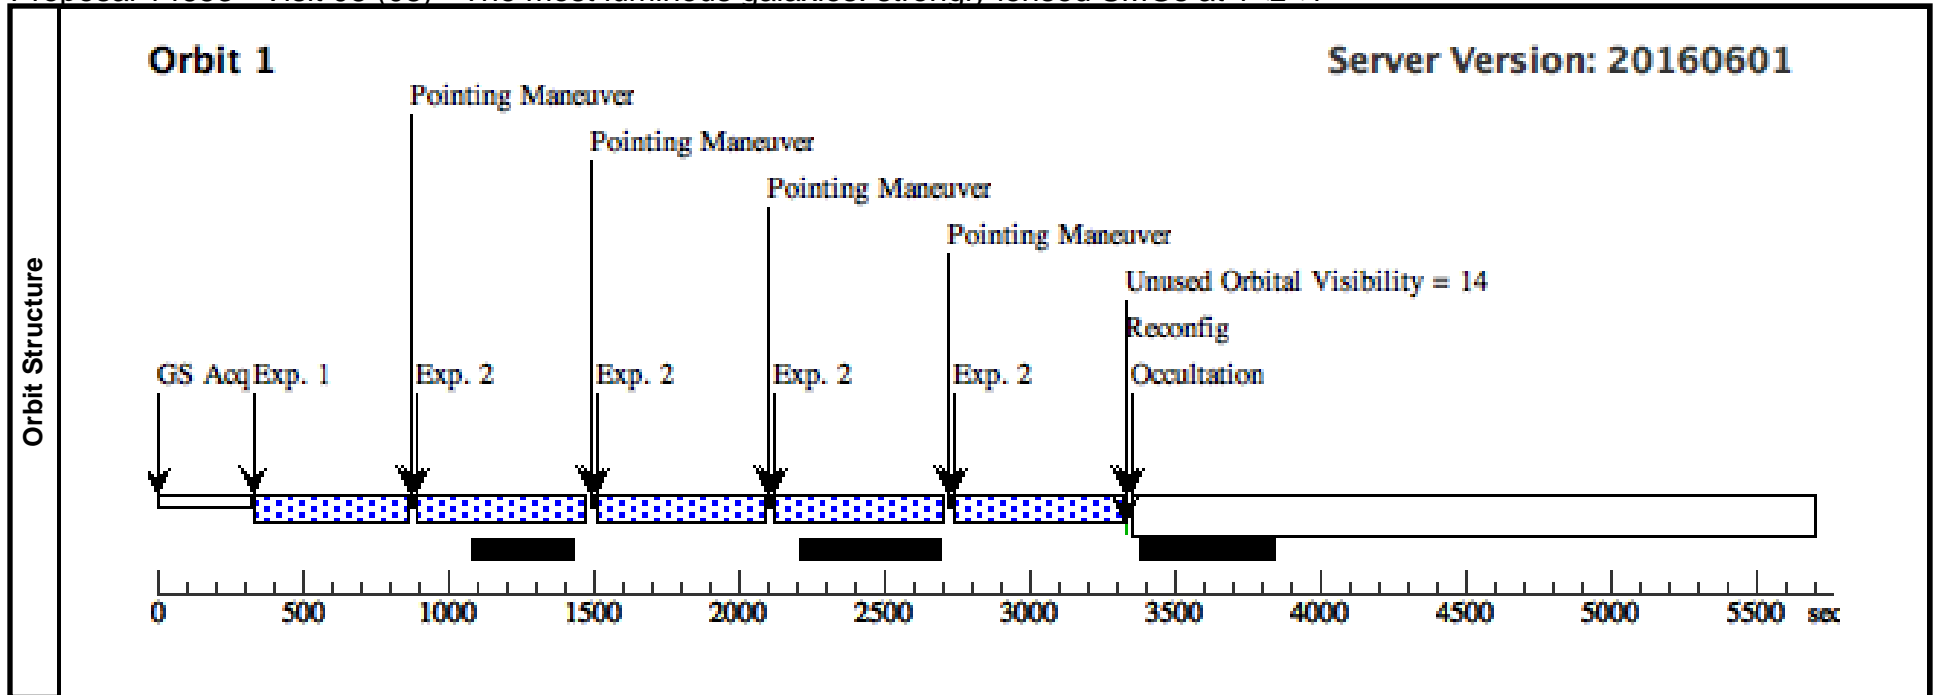 Orbit 1
Server Version: 20160601
Pointing Maneuver
Pointing Maneuver
Pointing Maneuver
Pointing Maneuver
Unused Orbital Visibility = 14
Reconfig
GS Acq Exp. 1 Exp. 2 Exp. 2 Exp. 2 Exp. 2 Occultation
Orbit Structure
0 500 1000 1500 2000 2500 3000 3500 4000 4500 5000 5500 sec